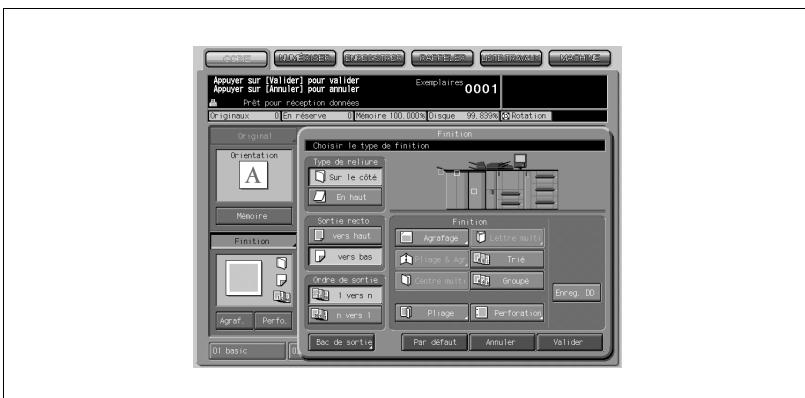 COPIE NUMÉRISER ENREGISTRER RAPPELER LISTE TRAVAUX MACHINE
Appuyer sur [Valider] pour valider
Appuyer sur [Annuler] pour annuler
Prêt pour réception données
Exemplaires 0001
Originaux 0 En réserve 0 Mémoire 100.000% Disque 99.839% Rotation
Original
Orientation
A
Mémoire
Finition
Agraf. Perfo.
01 basic
Finition
Choisir le type de finition
Type de reliure
Sur le côté
En haut
Sortie recto
vers haut
vers bas
Ordre de sortie
1 vers n
n vers 1
Finition
Agrafage Lettre multi
Pliage & Agr Trié
Centre multi Groupé
Pliage Perforation
Enreg. DD
Bac de sortie Par défaut Annuler Valider